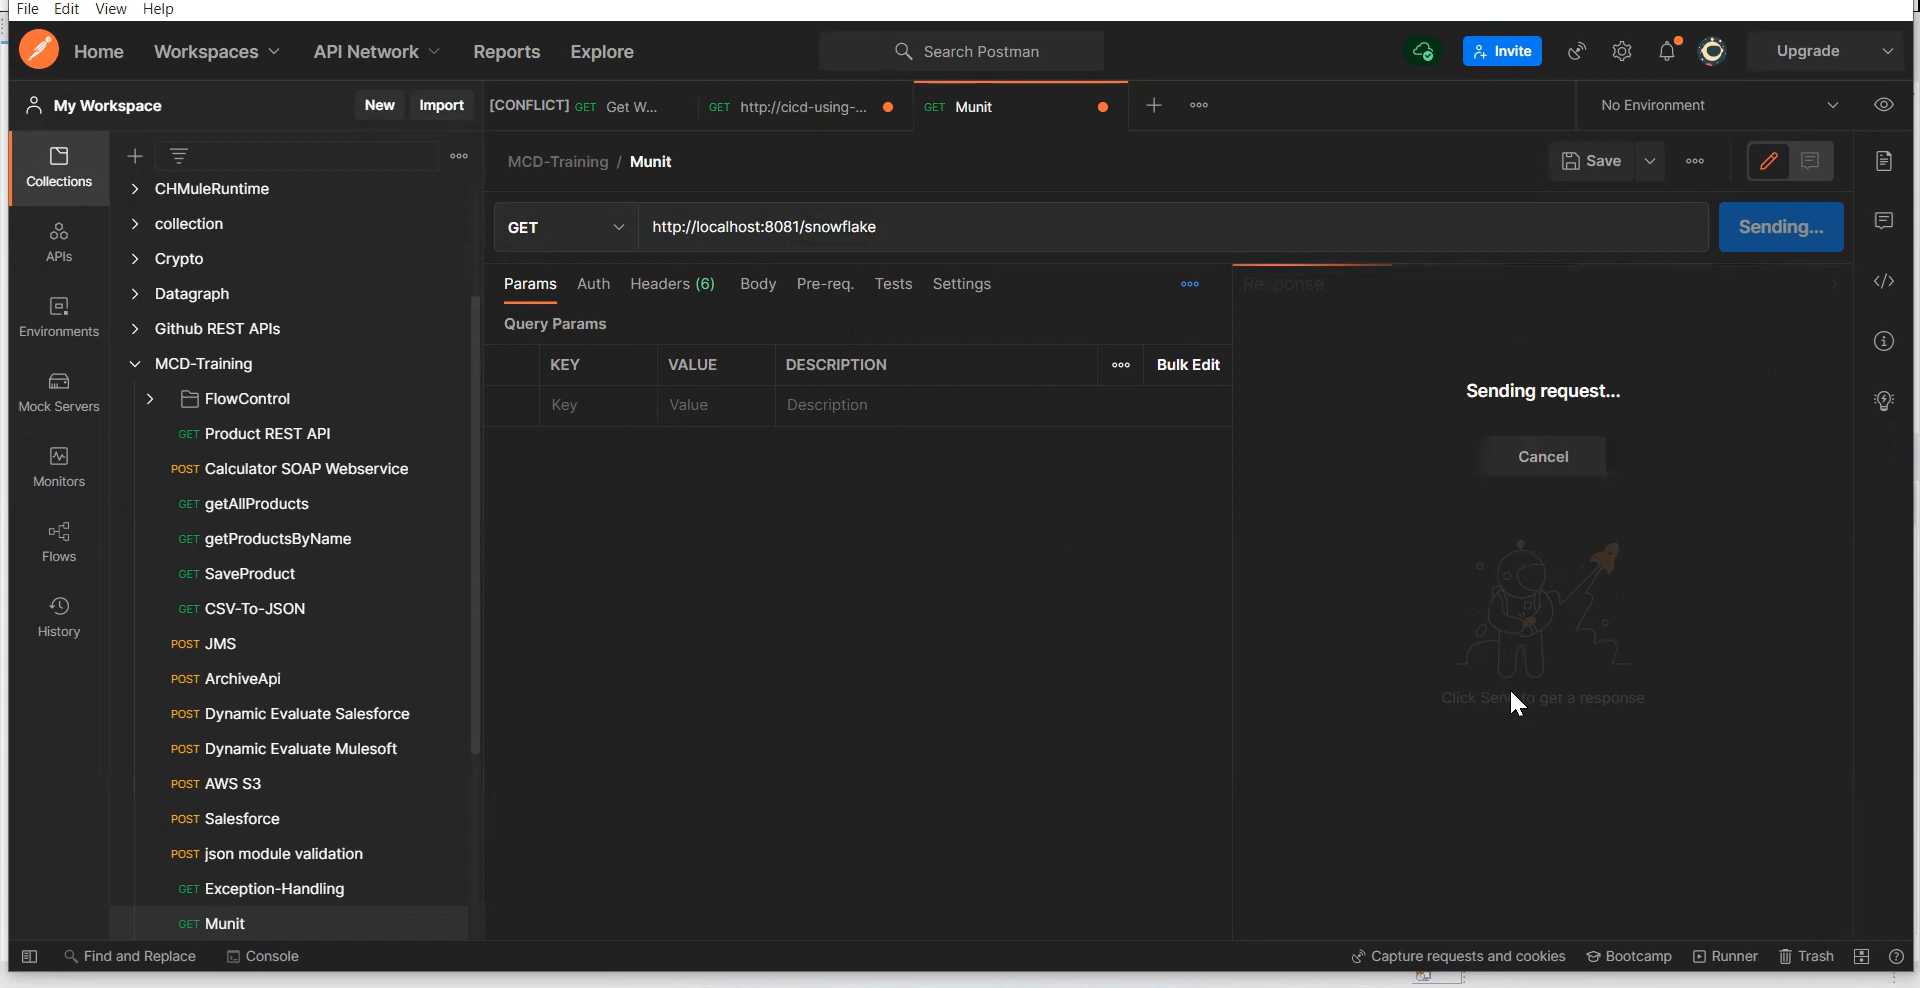 File Edit View Help
Home Workspaces API Network Reports Explore Search Postman Invite Upgrade
My Workspace New Import [CONFLICT] GET Get W... GET http://cicd-using-... GET Munit No Environment
MCD-Training / Munit Save
Collections
CHMuleRuntime
collection
GET http://localhost:8081/snowflake Sending...
APIs
Crypto
Params Auth Headers (6) Body Pre-req. Tests Settings Response
Datagraph
Environments
Github REST APIs
Query Params
MCD-Training
KEY VALUE DESCRIPTION Bulk Edit
Mock Servers
FlowControl
Key Value Description
Sending request...
GET Product REST API
Cancel
Monitors
POST Calculator SOAP Webservice
GET getAllProducts
GET getProductsByName
Flows
GET SaveProduct
GET CSV-To-JSON
History
POST JMS
POST ArchiveApi
Click Send to get a response
POST Dynamic Evaluate Salesforce
POST Dynamic Evaluate Mulesoft
POST AWS S3
POST Salesforce
POST json module validation
GET Exception-Handling
GET Munit
Find and Replace Console Capture requests and cookies Bootcamp Runner Trash